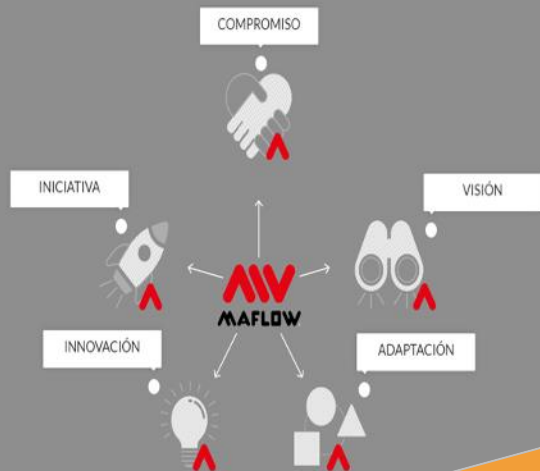 COMPROMISO
INICIATIVA
VISIÓN
MAFLOW
INNOVACIÓN
ADAPTACIÓN